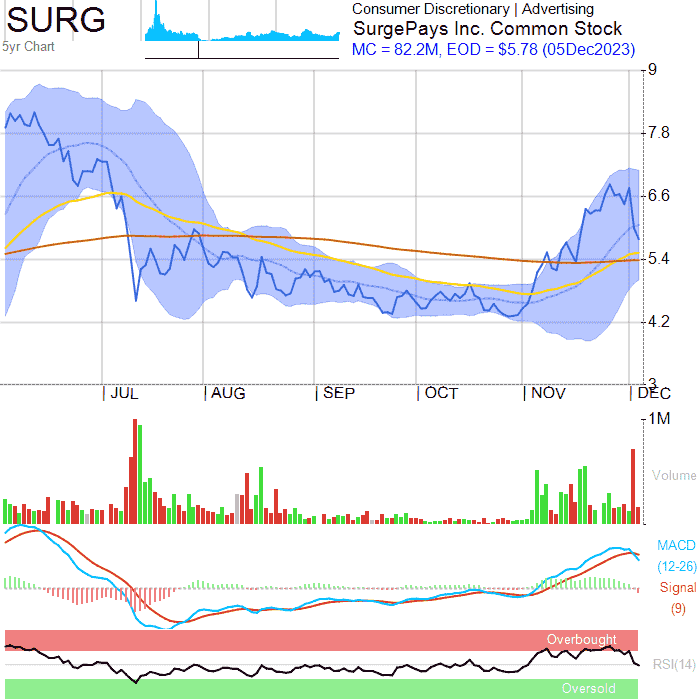 SURG
5yr Chart
Consumer Discretionary | Advertising
SurgePays Inc. Common Stock
MC = 82.2M, EOD = $5.78 (05Dec2023)
9
7.8
6.6
5.4
4.2
3
JUL
AUG
SEP
OCT
NOV
DEC
1M
Volume
MACD
(12-26)
Signal
(9)
Overbought
RSI(14)
Oversold